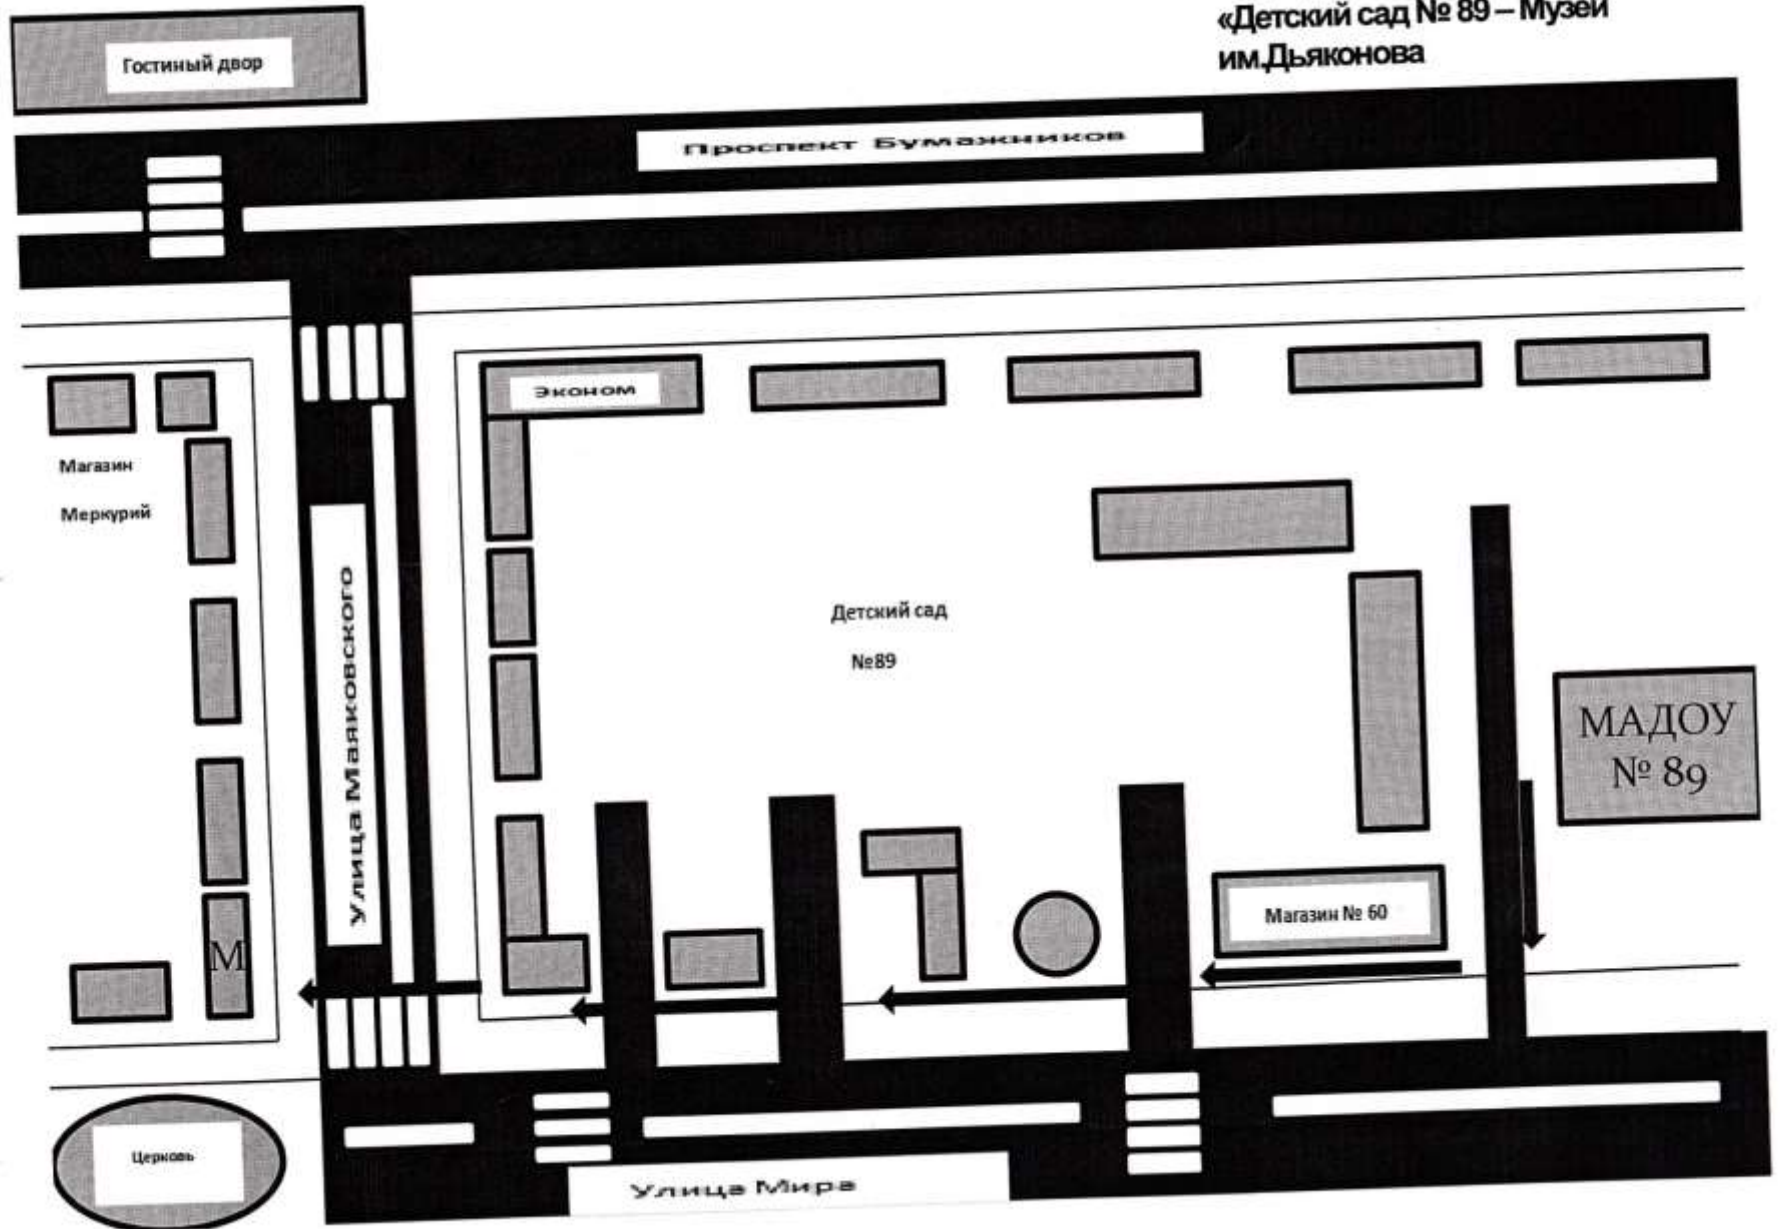 «Детский сад № 89 – Музей
им.Дьяконова
Гостиный двор
Проспект Бумажников
Эконом
Магазин
Меркурий
Улица Маяковского
Детский сад
№89
МАДОУ
№ 89
Магазин № 60
М
Церковь
Улица Мира